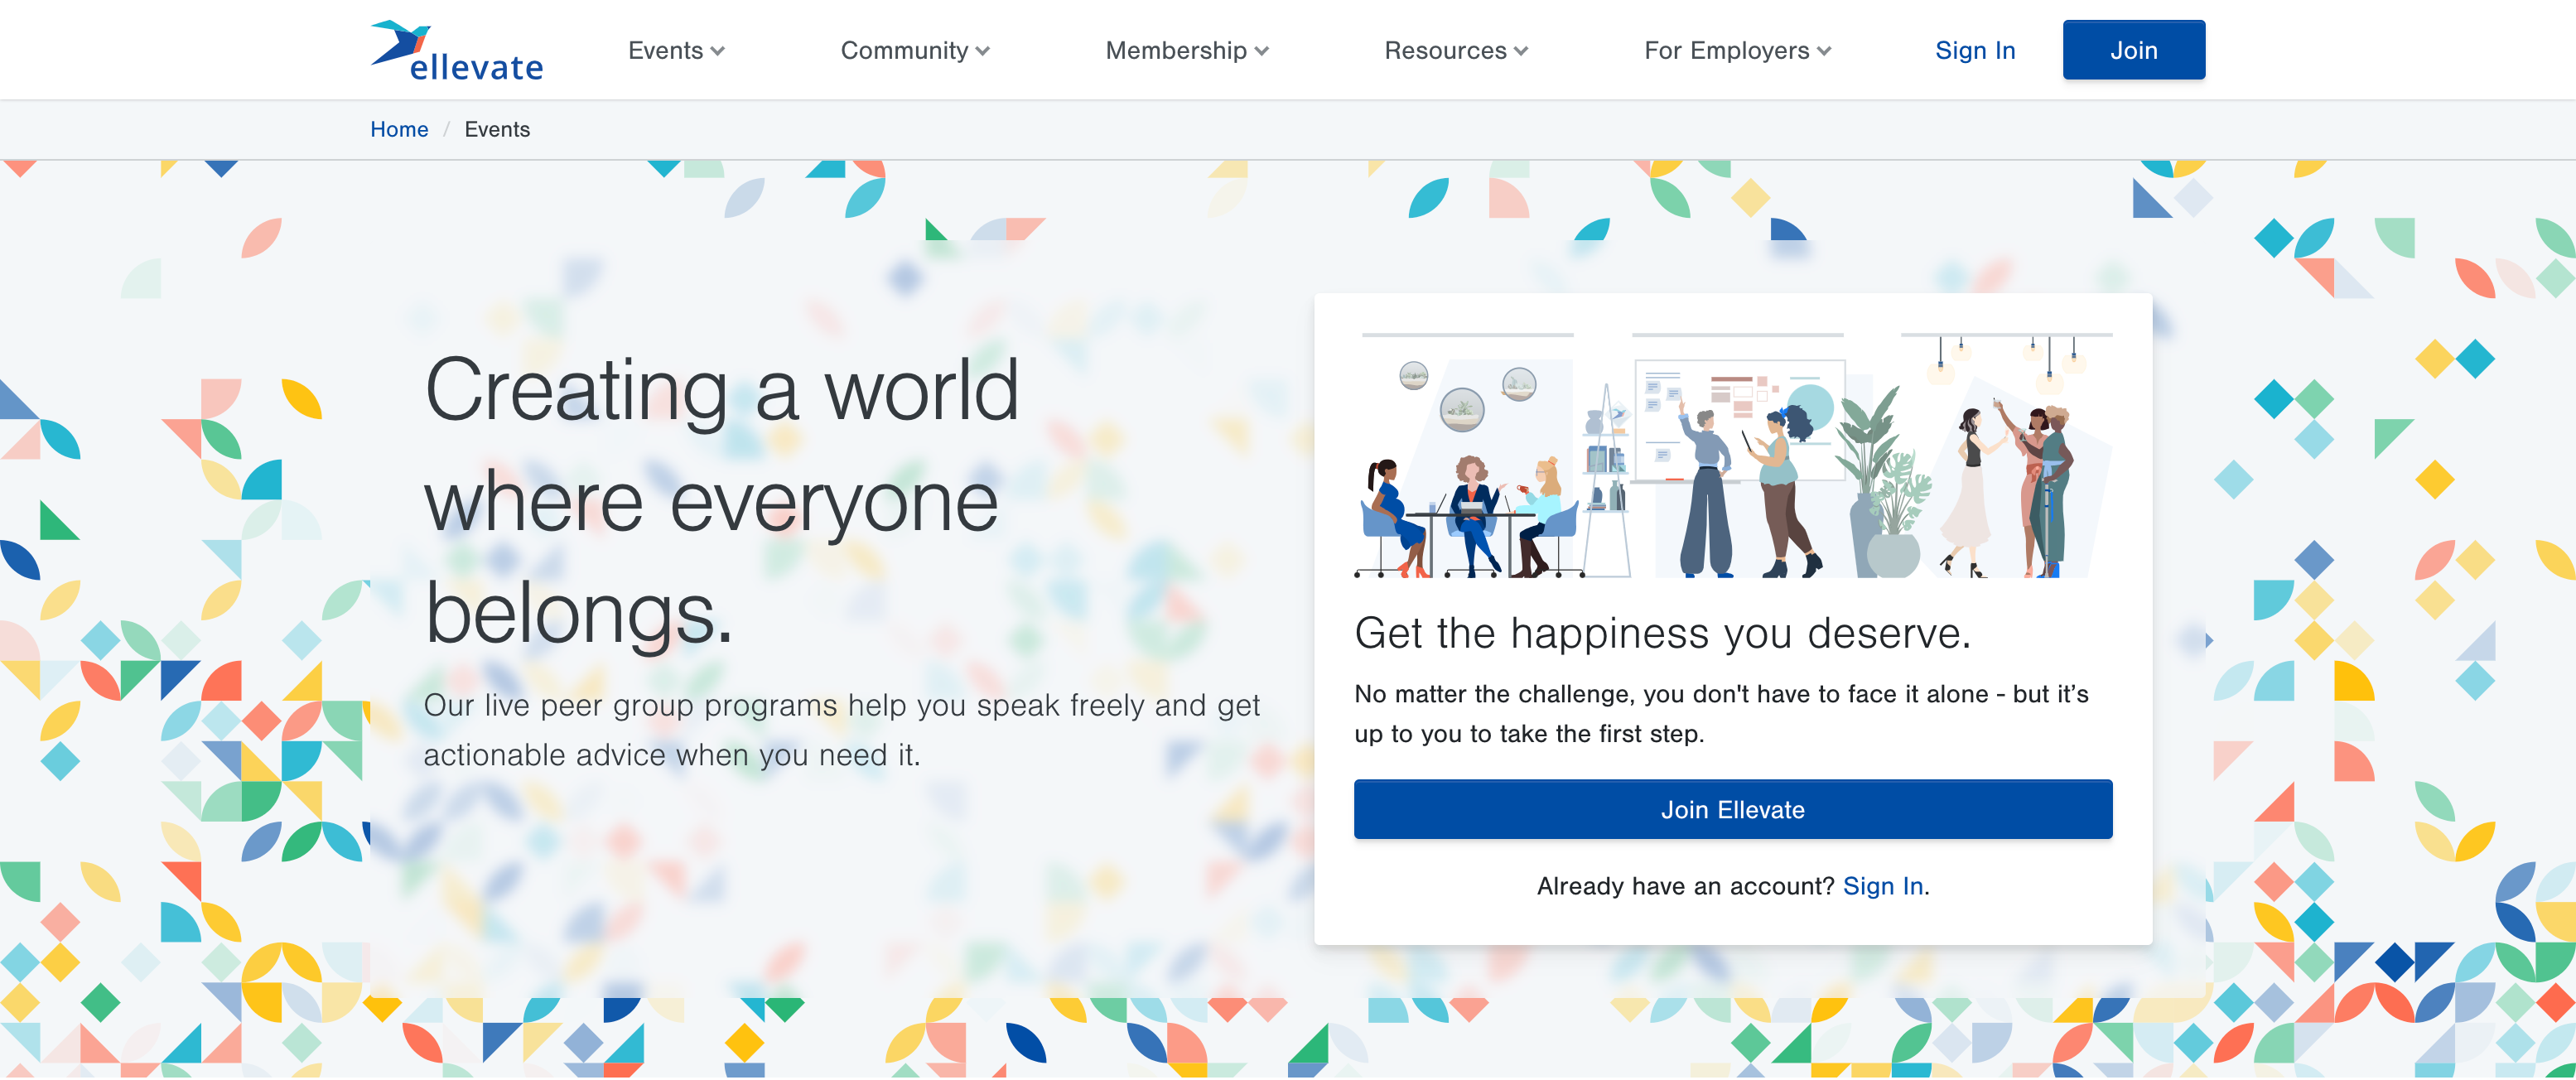 ellevate
Events
Community
Membership
Resources
For Employers
Sign In
Join
Home / Events
Creating a world
where everyone
belongs.
Our live peer group programs help you speak freely and get
actionable advice when you need it.
Get the happiness you deserve.
No matter the challenge, you don't have to face it alone - but it’s
up to you to take the first step.
Join Ellevate
Already have an account? Sign In.